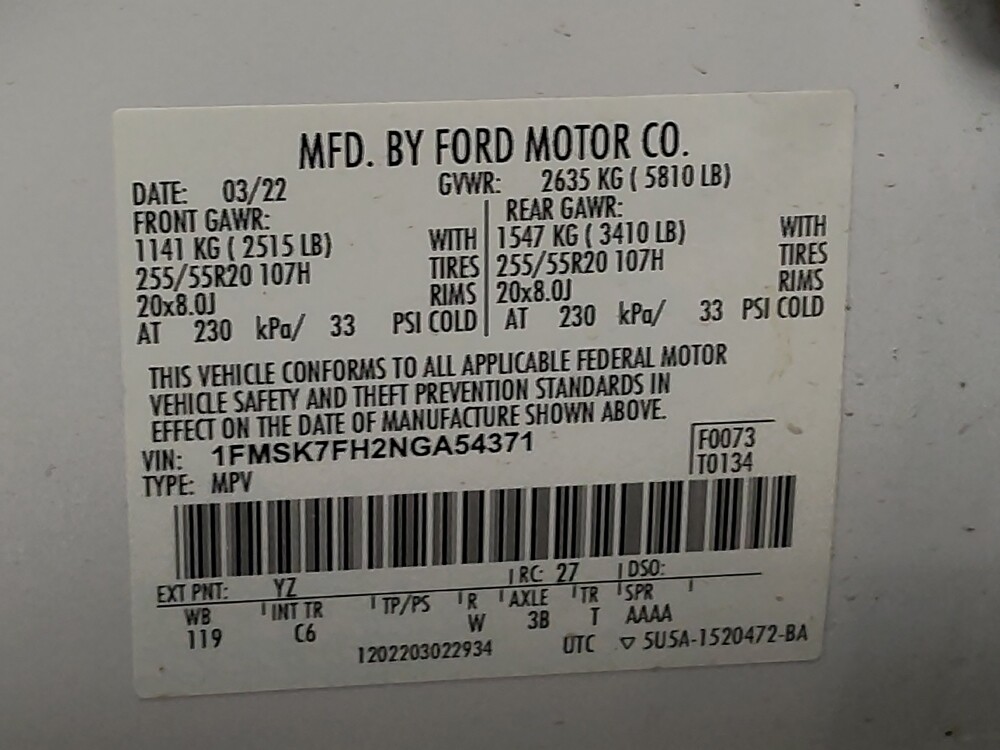 MFD. BY FORD MOTOR CO.
DATE: 03/22 GVWR: 2635 KG ( 5810 LB)
FRONT GAWR: REAR GAWR:
1141 KG ( 2515 LB) WITH 1547 KG ( 3410 LB) WITH
255/55R20 107H TIRES 255/55R20 107H TIRES
20x8.0J RIMS 20x8.0J RIMS
AT 230 kPa/ 33 PSI COLD AT 230 kPa/ 33 PSI COLD
THIS VEHICLE CONFORMS TO ALL APPLICABLE FEDERAL MOTOR
VEHICLE SAFETY AND THEFT PREVENTION STANDARDS IN
EFFECT ON THE DATE OF MANUFACTURE SHOWN ABOVE.
VIN: 1FMSK7FH2NGA54371 F0073
TYPE: MPV T0134
EXT PNT: YZ RC: 27 DSO:
WB INT TR TP/PS R AXLE TR SPR
119 C6 W 3B T AAAA
1202203022934 UTC ▽ 5U5A-1520472-BA